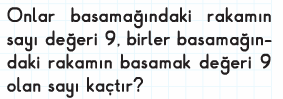 Onlar basamağındaki rakamın
sayı değeri 9, birler basamağın-
daki rakamın basamak değeri 9
olan sayı kaçtır?